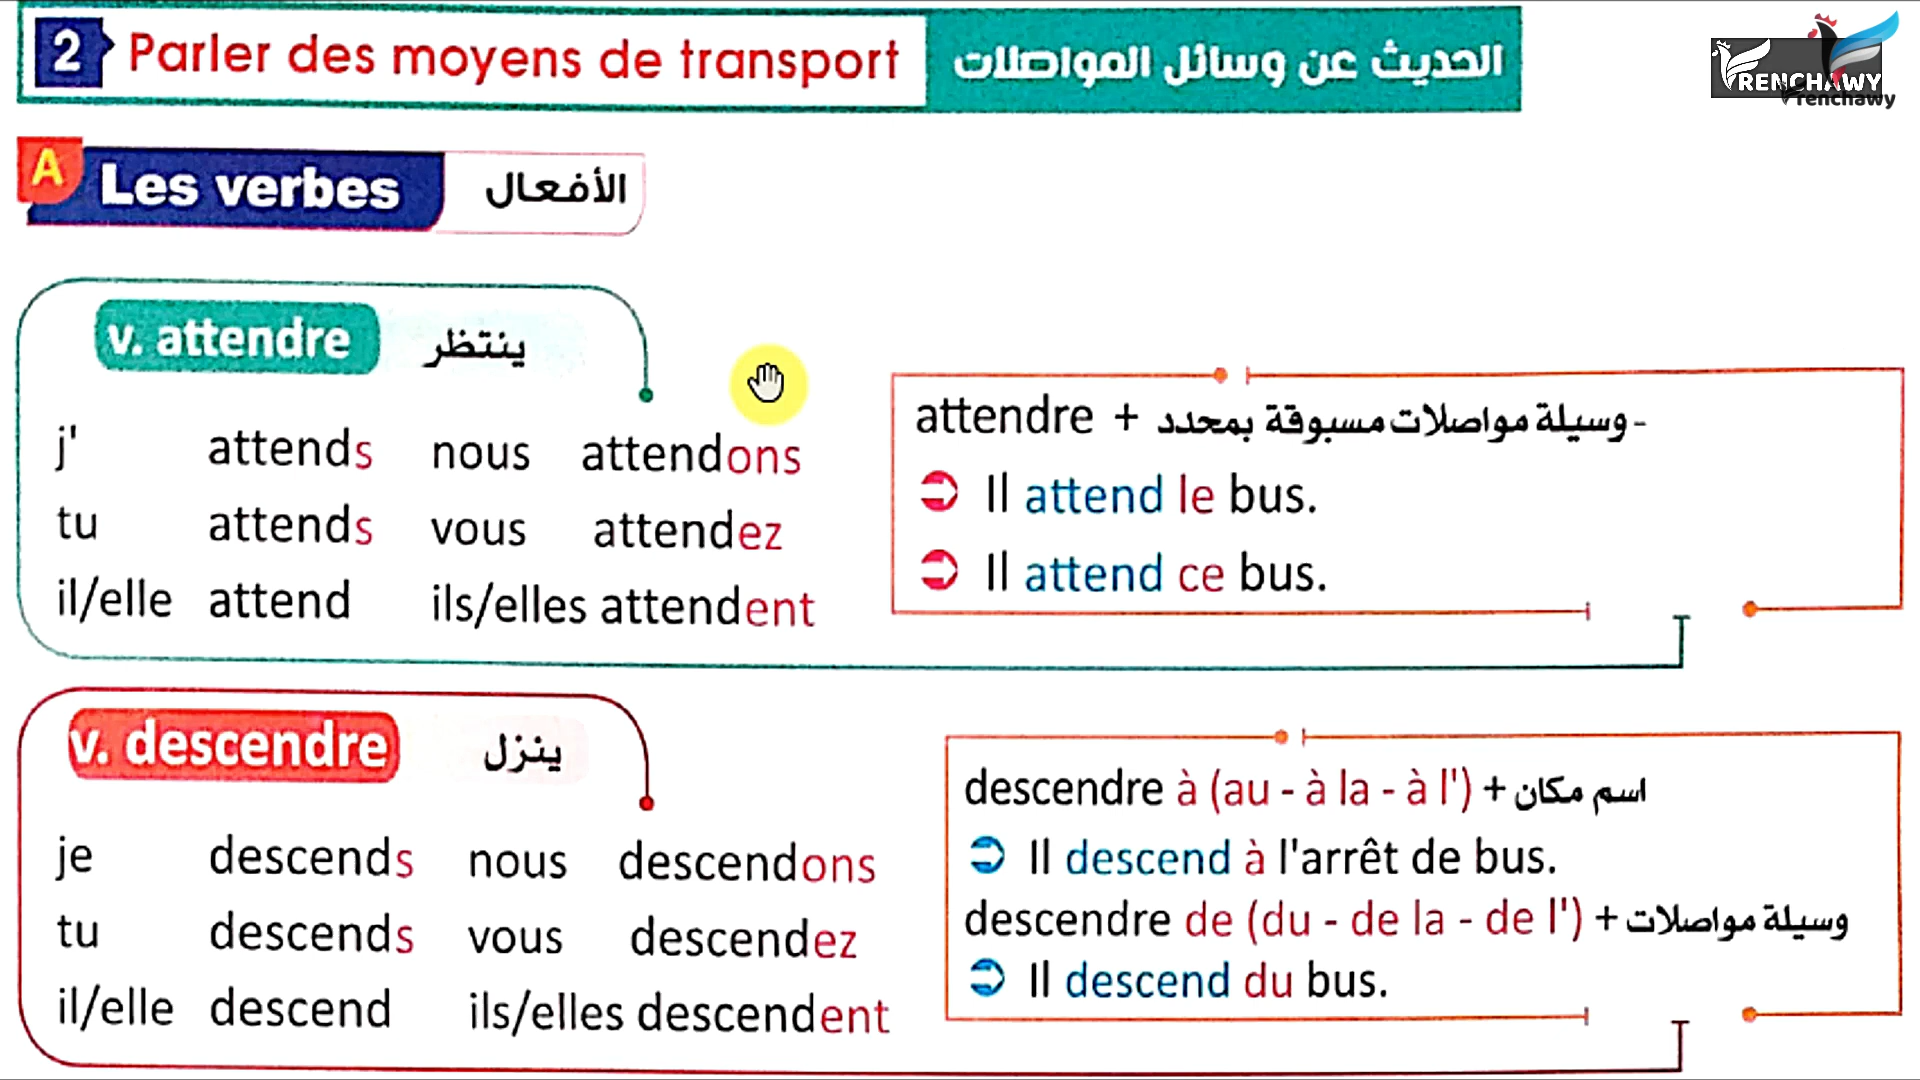 2 Parler des moyens de transport الحديث عن وسائل المواصلات
FRENCHAWY
Frenchawy
A Les verbes الأفعال
v. attendre ينتظر
j' attends nous attendons
tu attends vous attendez
il/elle attend ils/elles attendent
attendre + وسيلة مواصلات مسبوقة بمحدد -
Il attend le bus.
Il attend ce bus.
v. descendre ينزل
je descends nous descendons
tu descends vous descendez
il/elle descend ils/elles descendent
descendre à (au - à la - à l') + اسم مكان
Il descend à l'arrêt de bus.
descendre de (du - de la - de l') + وسيلة مواصلات
Il descend du bus.